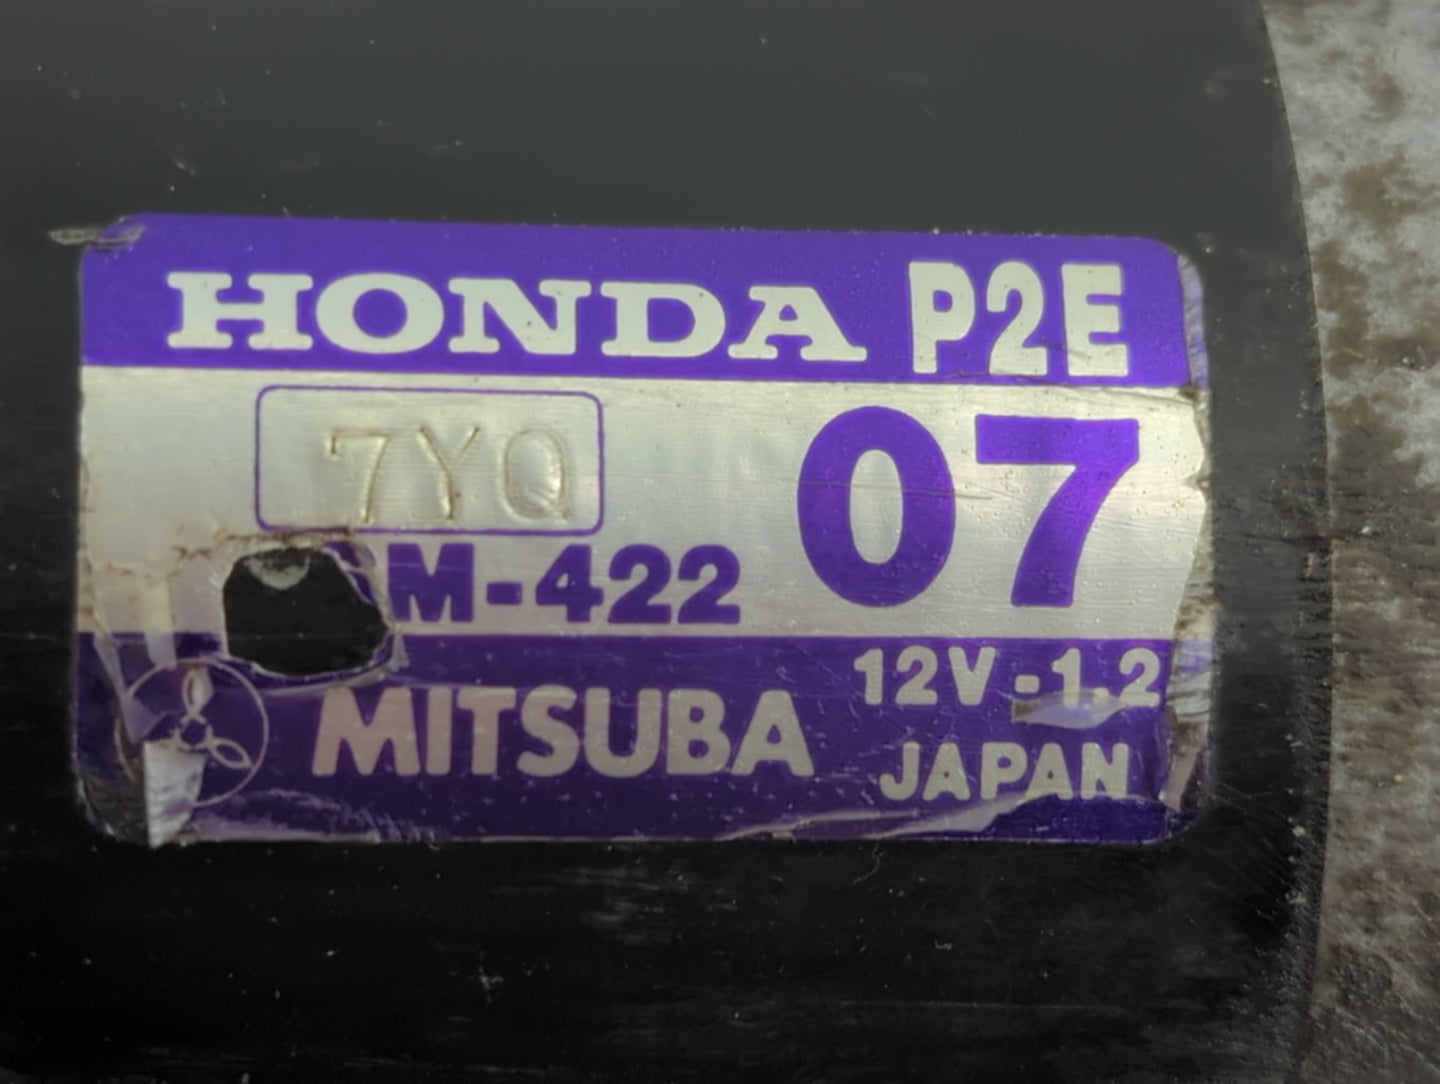 HONDA P2E
7YQ
07
M-422
12V-1.2
MITSUBA
JAPAN